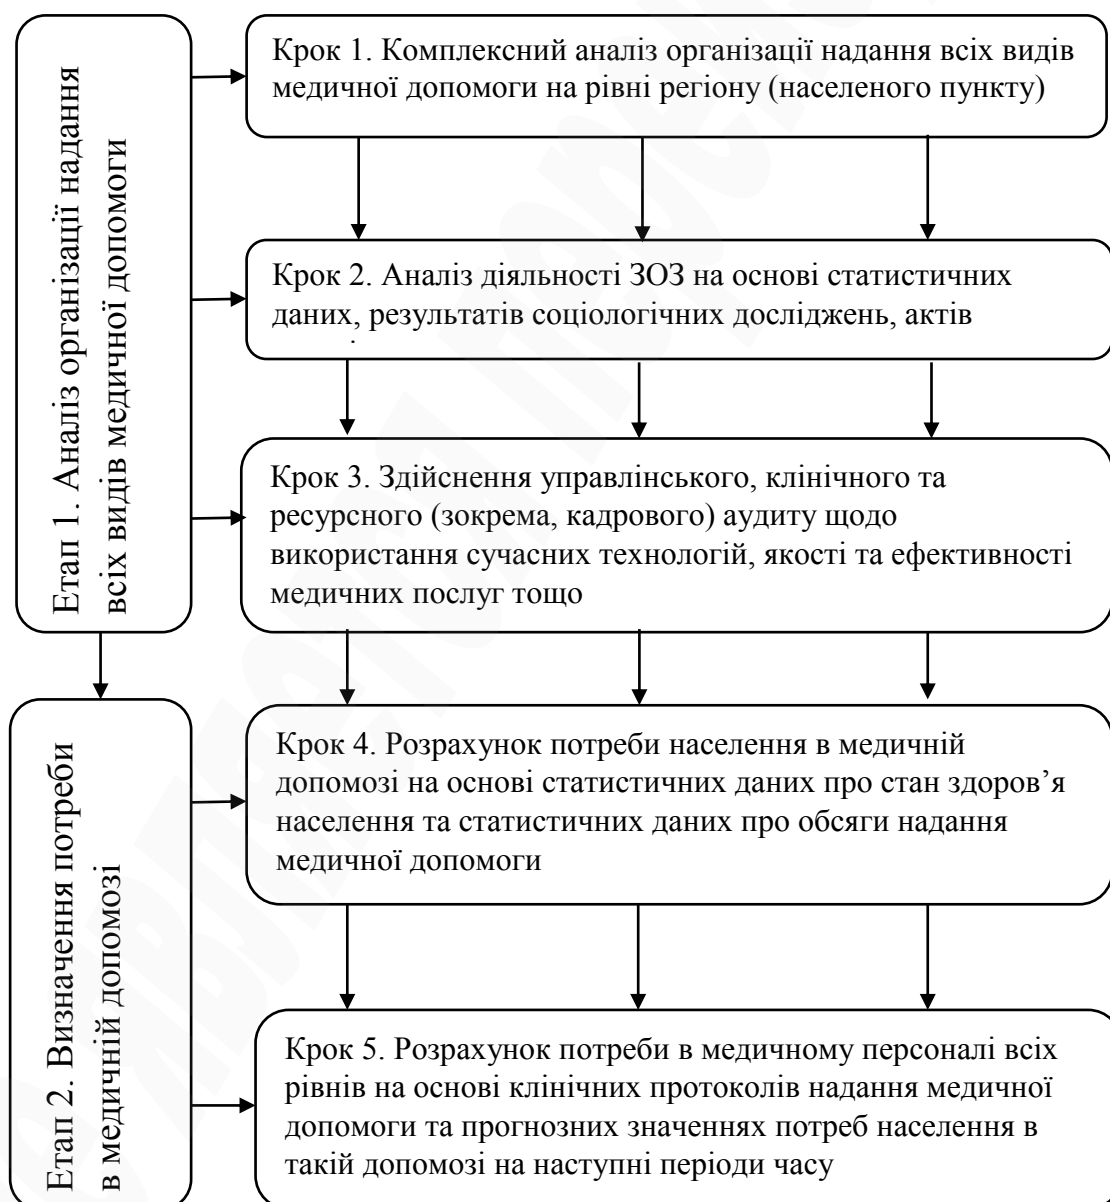 Етап 1. Аналіз організації надання
всіх видів медичної допомоги
Крок 1. Комплексний аналіз організації надання всіх видів
медичної допомоги на рівні регіону (населеного пункту)
Крок 2. Аналіз діяльності ЗОЗ на основі статистичних
даних, результатів соціологічних досліджень, актів
Крок 3. Здійснення управлінського, клінічного та
ресурсного (зокрема, кадрового) аудиту щодо
використання сучасних технологій, якості та ефективності
медичних послуг тощо
Етап 2. Визначення потреби
в медичній допомозі
Крок 4. Розрахунок потреби населення в медичній
допомозі на основі статистичних даних про стан здоров’я
населення та статистичних даних про обсяги надання
медичної допомоги
Крок 5. Розрахунок потреби в медичному персоналі всіх
рівнів на основі клінічних протоколів надання медичної
допомоги та прогнозних значеннях потреб населення в
такій допомозі на наступні періоди часу